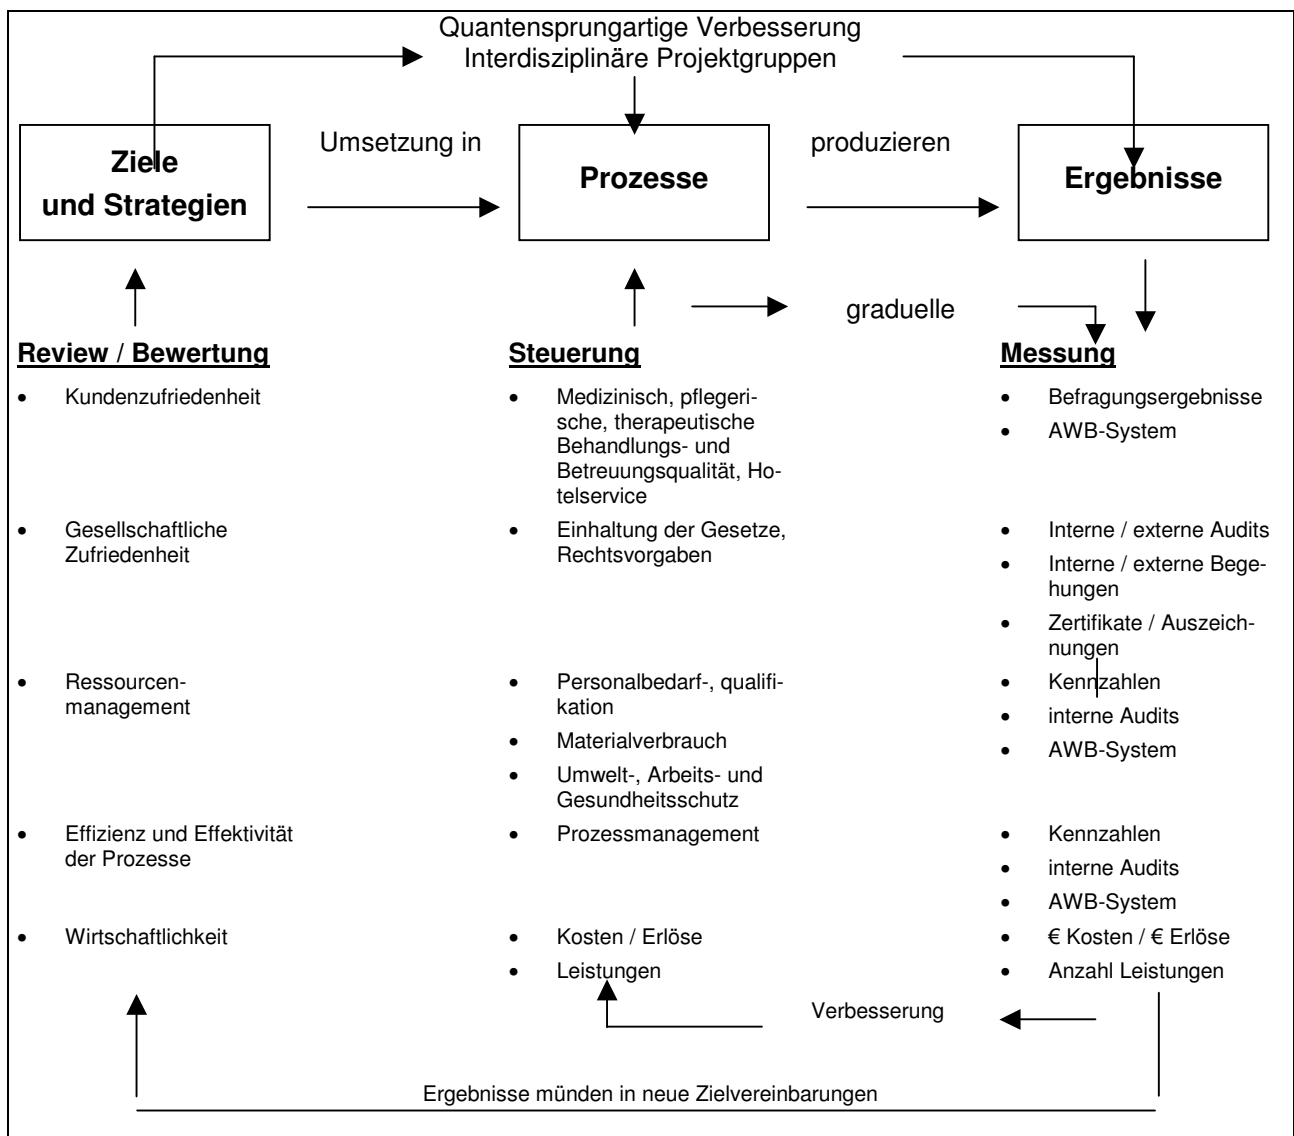 Quantensprungartige Verbesserung
Interdisziplinäre Projektgruppen
Ziele
und Strategien
Umsetzung in
Prozesse
produzieren
Ergebnisse
graduelle
Review / Bewertung
Steuerung
Messung
• Kundenzufriedenheit
• Medizinisch, pflegeri-
sche, therapeutische
Behandlungs- und
Betreuungsqualität, Ho-
telservice
• Befragungsergebnisse
• AWB-System
• Gesellschaftliche
Zufriedenheit
• Einhaltung der Gesetze,
Rechtsvorgaben
• Interne / externe Audits
• Interne / externe Bege-
hungen
• Zertifikate / Auszeich-
nungen
• Ressourcen-
management
• Personalbedarf-, qualifi-
kation
• Materialverbrauch
• Umwelt-, Arbeits- und
Gesundheitsschutz
• Kennzahlen
• interne Audits
• AWB-System
• Effizienz und Effektivität
der Prozesse
• Prozessmanagement
• Kennzahlen
• interne Audits
• AWB-System
• Wirtschaftlichkeit
• Kosten / Erlöse
• Leistungen
• € Kosten / € Erlöse
• Anzahl Leistungen
Verbesserung
Ergebnisse münden in neue Zielvereinbarungen